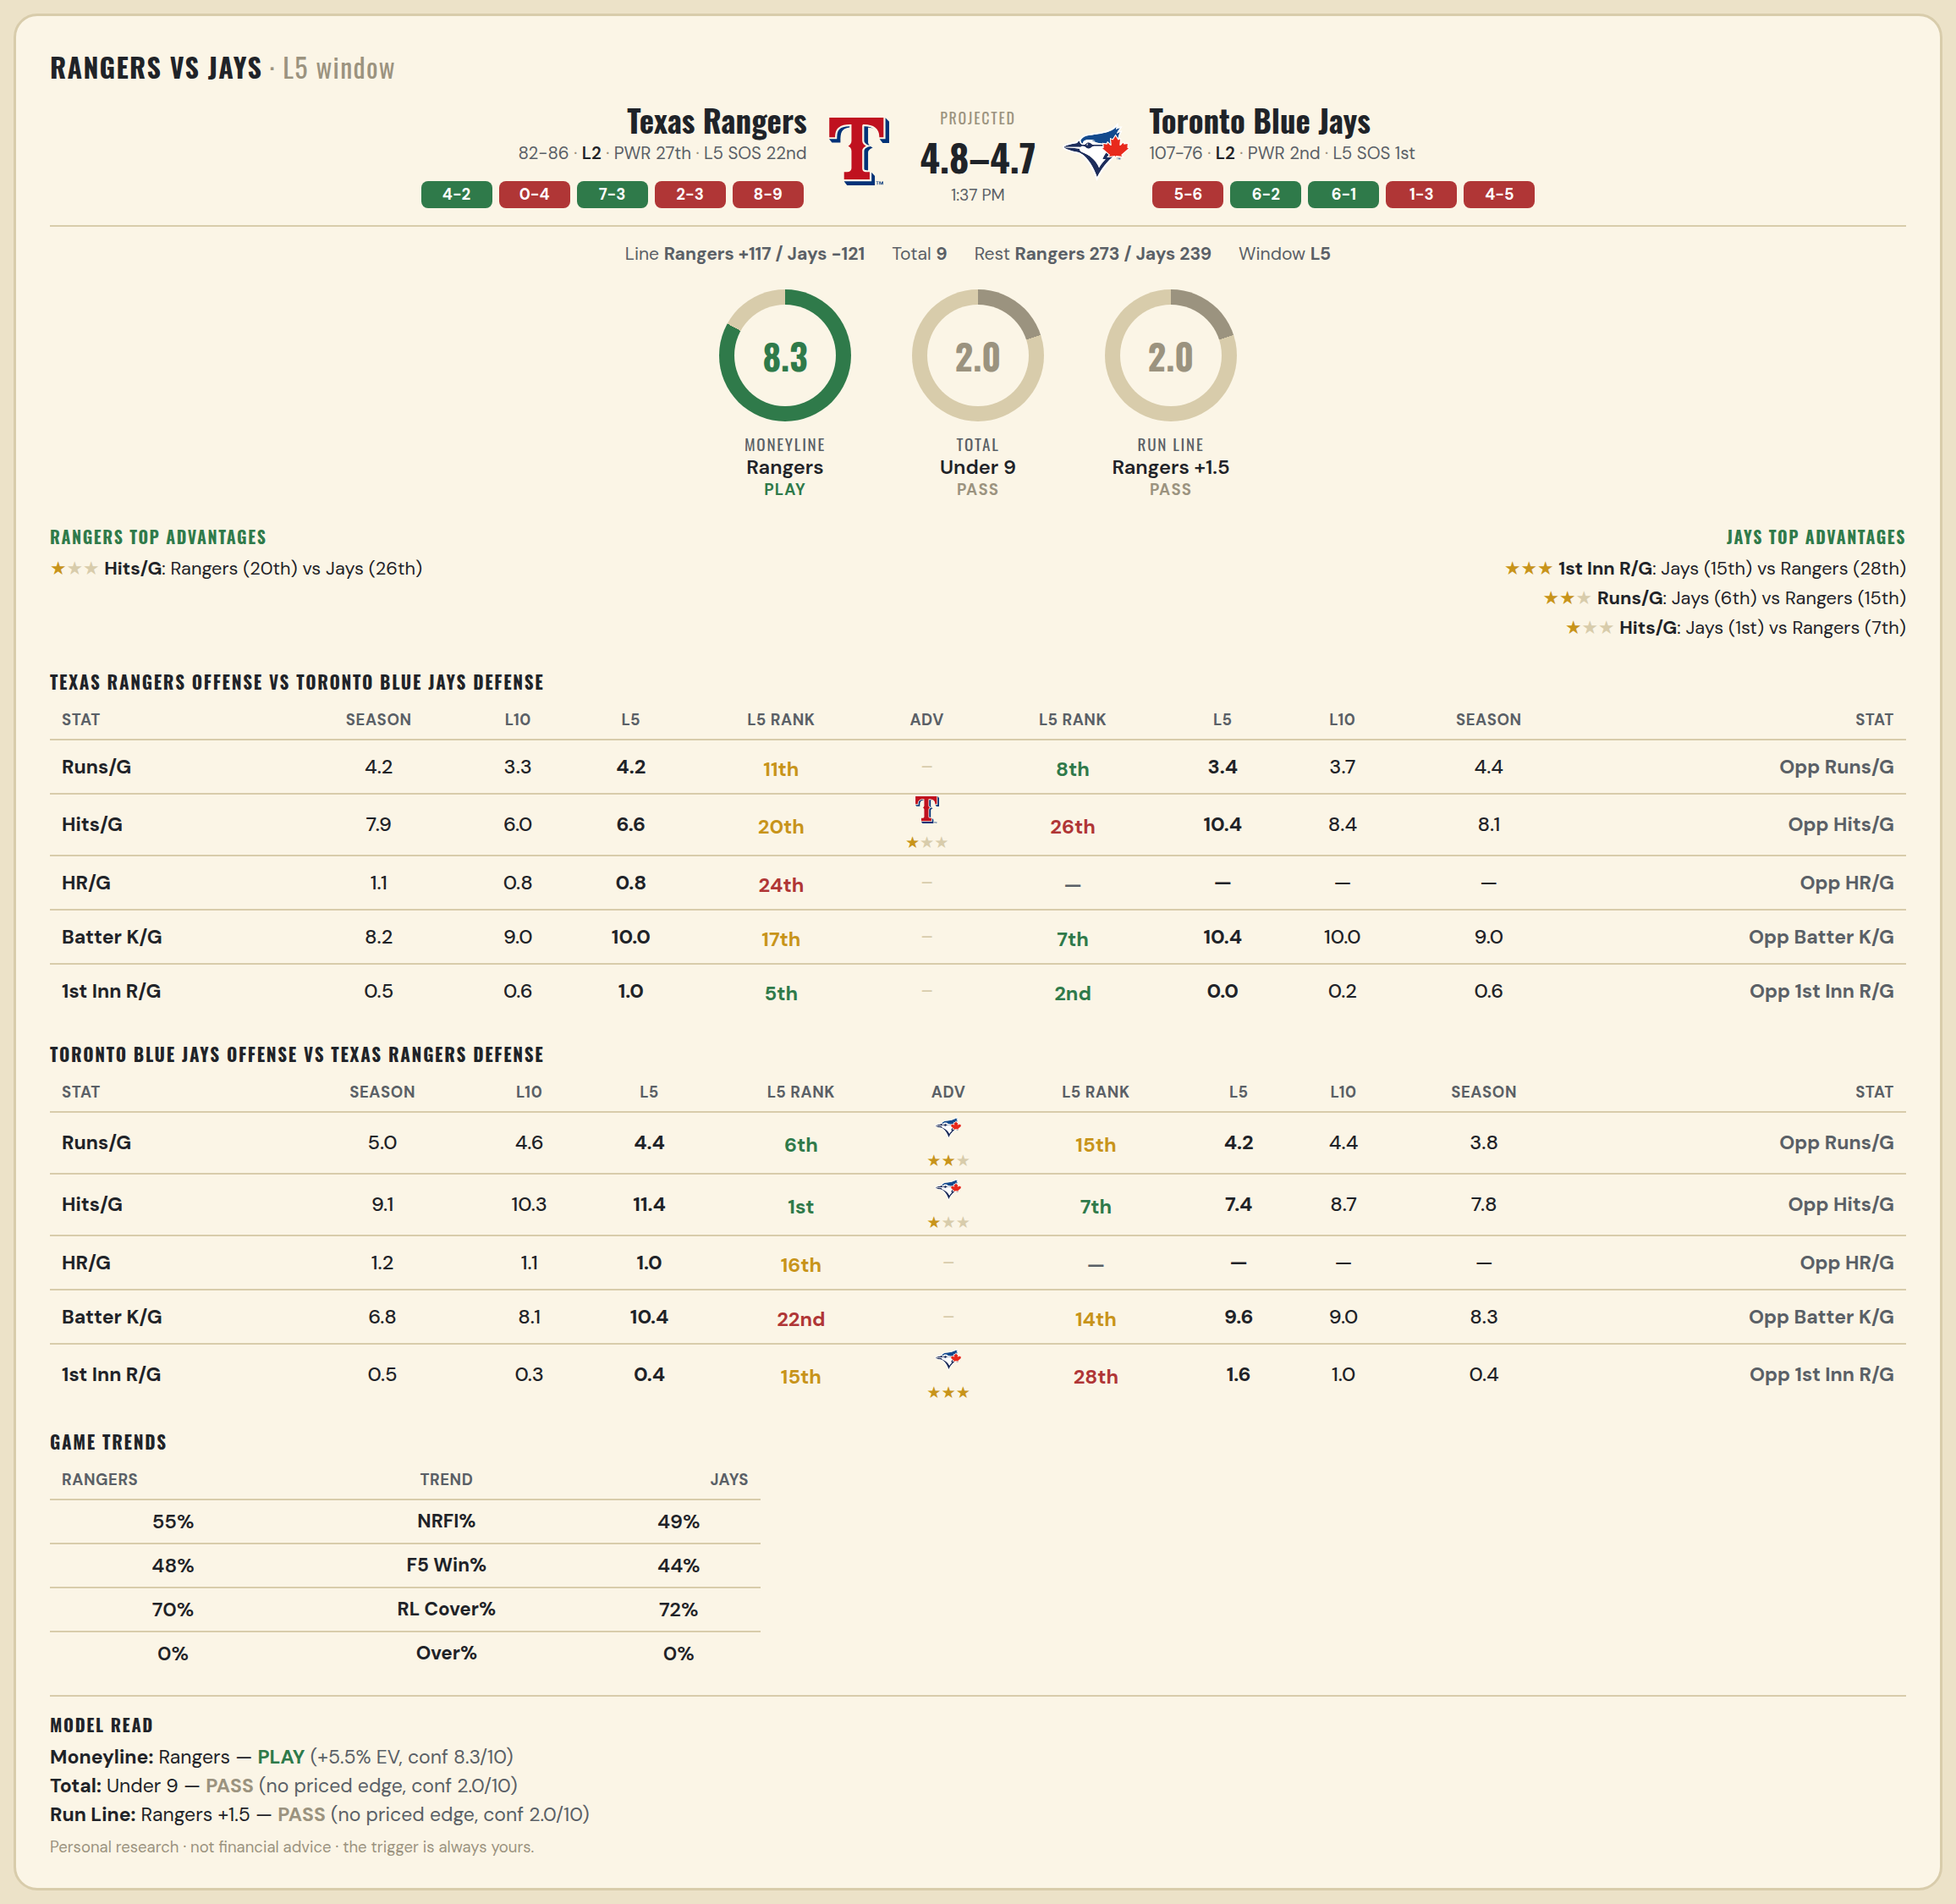 RANGERS VS JAYS · L5 window
Texas Rangers
82-86 · L2 · PWR 27th · L5 SOS 22nd
4-2 0-4 7-3 2-3 8-9
T ™
PROJECTED
4.8–4.7
1:37 PM
Toronto Blue Jays
107-76 · L2 · PWR 2nd · L5 SOS 1st
5-6 6-2 6-1 1-3 4-5
Line Rangers +117 / Jays -121 Total 9 Rest Rangers 273 / Jays 239 Window L5
8.3 2.0 2.0
MONEYLINE TOTAL RUN LINE
Rangers Under 9 Rangers +1.5
PLAY PASS PASS
RANGERS TOP ADVANTAGES
★★★ Hits/G: Rangers (20th) vs Jays (26th)
JAYS TOP ADVANTAGES
★★★ 1st Inn R/G: Jays (15th) vs Rangers (28th)
★★★ Runs/G: Jays (6th) vs Rangers (15th)
★★★ Hits/G: Jays (1st) vs Rangers (7th)
TEXAS RANGERS OFFENSE VS TORONTO BLUE JAYS DEFENSE
STAT SEASON L10 L5 L5 RANK ADV L5 RANK L5 L10 SEASON STAT
Runs/G 4.2 3.3 4.2 11th — 8th 3.4 3.7 4.4 Opp Runs/G
Hits/G 7.9 6.0 6.6 20th T ★★★ 26th 10.4 8.4 8.1 Opp Hits/G
HR/G 1.1 0.8 0.8 24th — — — — — Opp HR/G
Batter K/G 8.2 9.0 10.0 17th — 7th 10.4 10.0 9.0 Opp Batter K/G
1st Inn R/G 0.5 0.6 1.0 5th — 2nd 0.0 0.2 0.6 Opp 1st Inn R/G
TORONTO BLUE JAYS OFFENSE VS TEXAS RANGERS DEFENSE
STAT SEASON L10 L5 L5 RANK ADV L5 RANK L5 L10 SEASON STAT
Runs/G 5.0 4.6 4.4 6th ★★★ 15th 4.2 4.4 3.8 Opp Runs/G
Hits/G 9.1 10.3 11.4 1st ★★★ 7th 7.4 8.7 7.8 Opp Hits/G
HR/G 1.2 1.1 1.0 16th — — — — — Opp HR/G
Batter K/G 6.8 8.1 10.4 22nd — 14th 9.6 9.0 8.3 Opp Batter K/G
1st Inn R/G 0.5 0.3 0.4 15th ★★★ 28th 1.6 1.0 0.4 Opp 1st Inn R/G
GAME TRENDS
RANGERS TREND JAYS
55% NRFI% 49%
48% F5 Win% 44%
70% RL Cover% 72%
0% Over% 0%
MODEL READ
Moneyline: Rangers — PLAY (+5.5% EV, conf 8.3/10)
Total: Under 9 — PASS (no priced edge, conf 2.0/10)
Run Line: Rangers +1.5 — PASS (no priced edge, conf 2.0/10)
Personal research · not financial advice · the trigger is always yours.